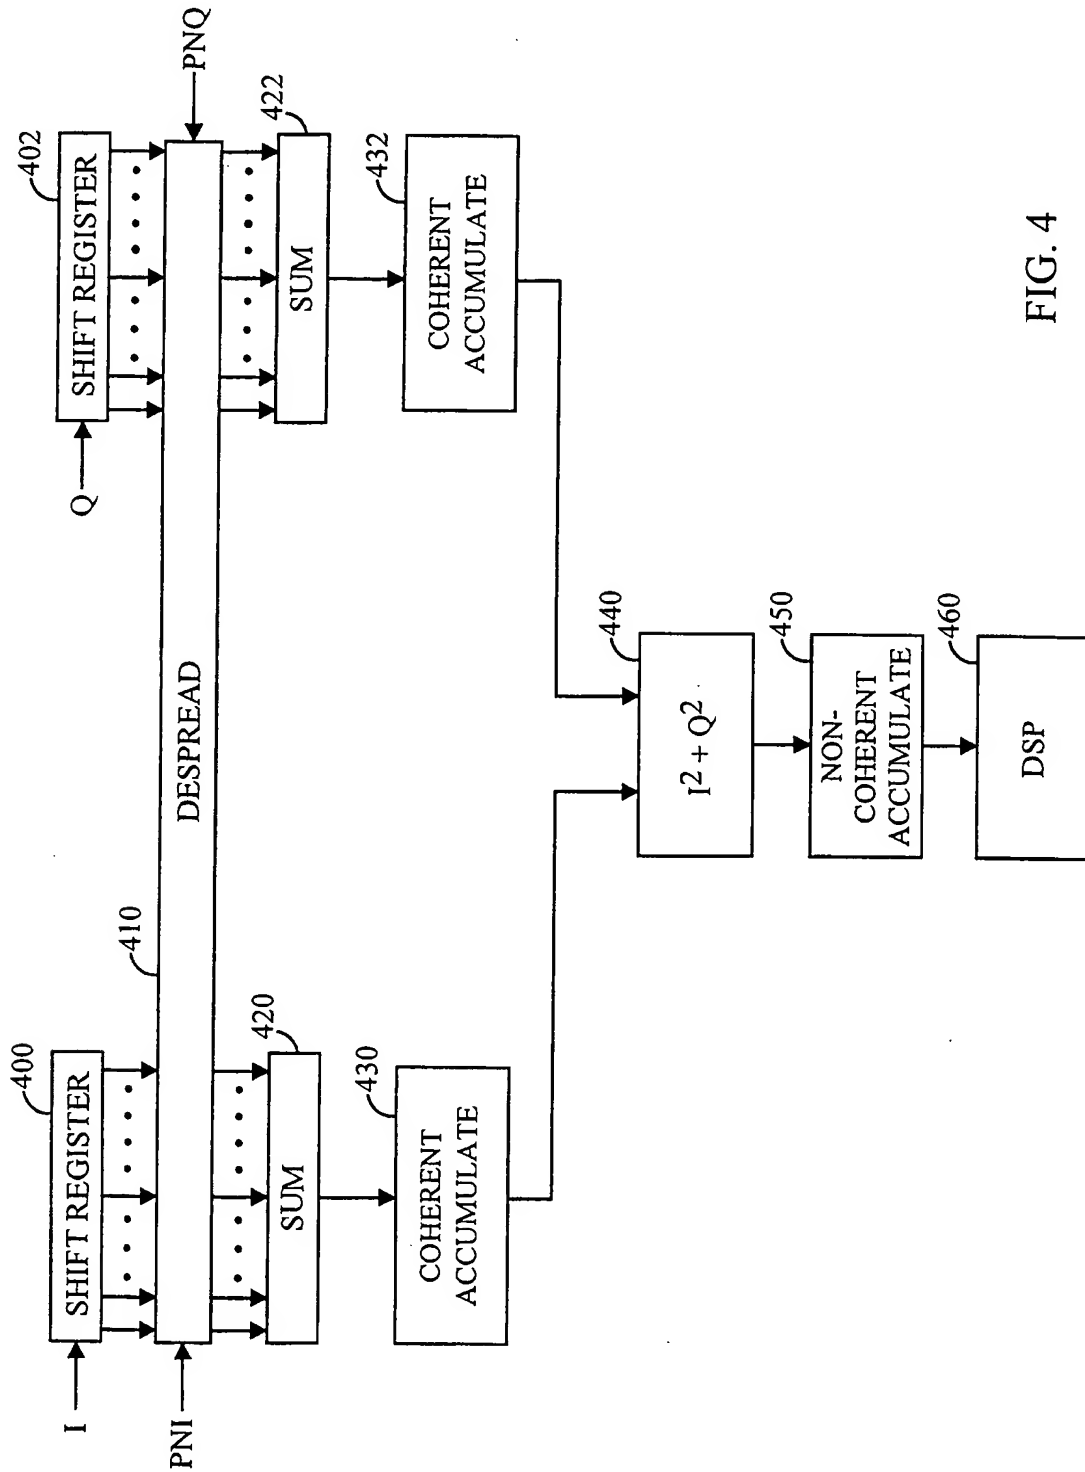 400
402
I
SHIFT REGISTER
Q
SHIFT REGISTER
410
PNI
DESPREAD
PNQ
420
422
SUM
SUM
430
432
COHERENT
ACCUMULATE
COHERENT
ACCUMULATE
440
I² + Q²
450
NON-
COHERENT
ACCUMULATE
460
DSP
FIG. 4